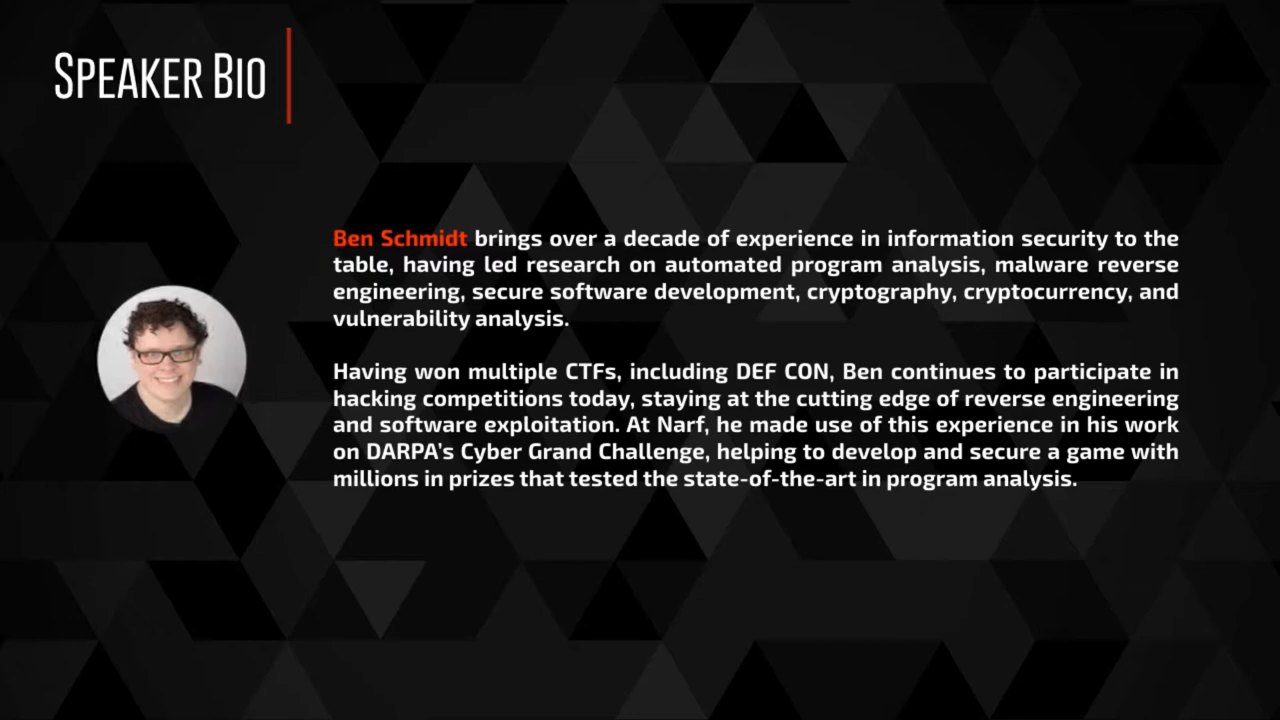 SPEAKER BIO
Ben Schmidt brings over a decade of experience in information security to the
table, having led research on automated program analysis, malware reverse
engineering, secure software development, cryptography, cryptocurrency, and
vulnerability analysis.
Having won multiple CTFs, including DEF CON, Ben continues to participate in
hacking competitions today, staying at the cutting edge of reverse engineering
and software exploitation. At Narf, he made use of this experience in his work
on DARPA's Cyber Grand Challenge, helping to develop and secure a game with
millions in prizes that tested the state-of-the-art in program analysis.